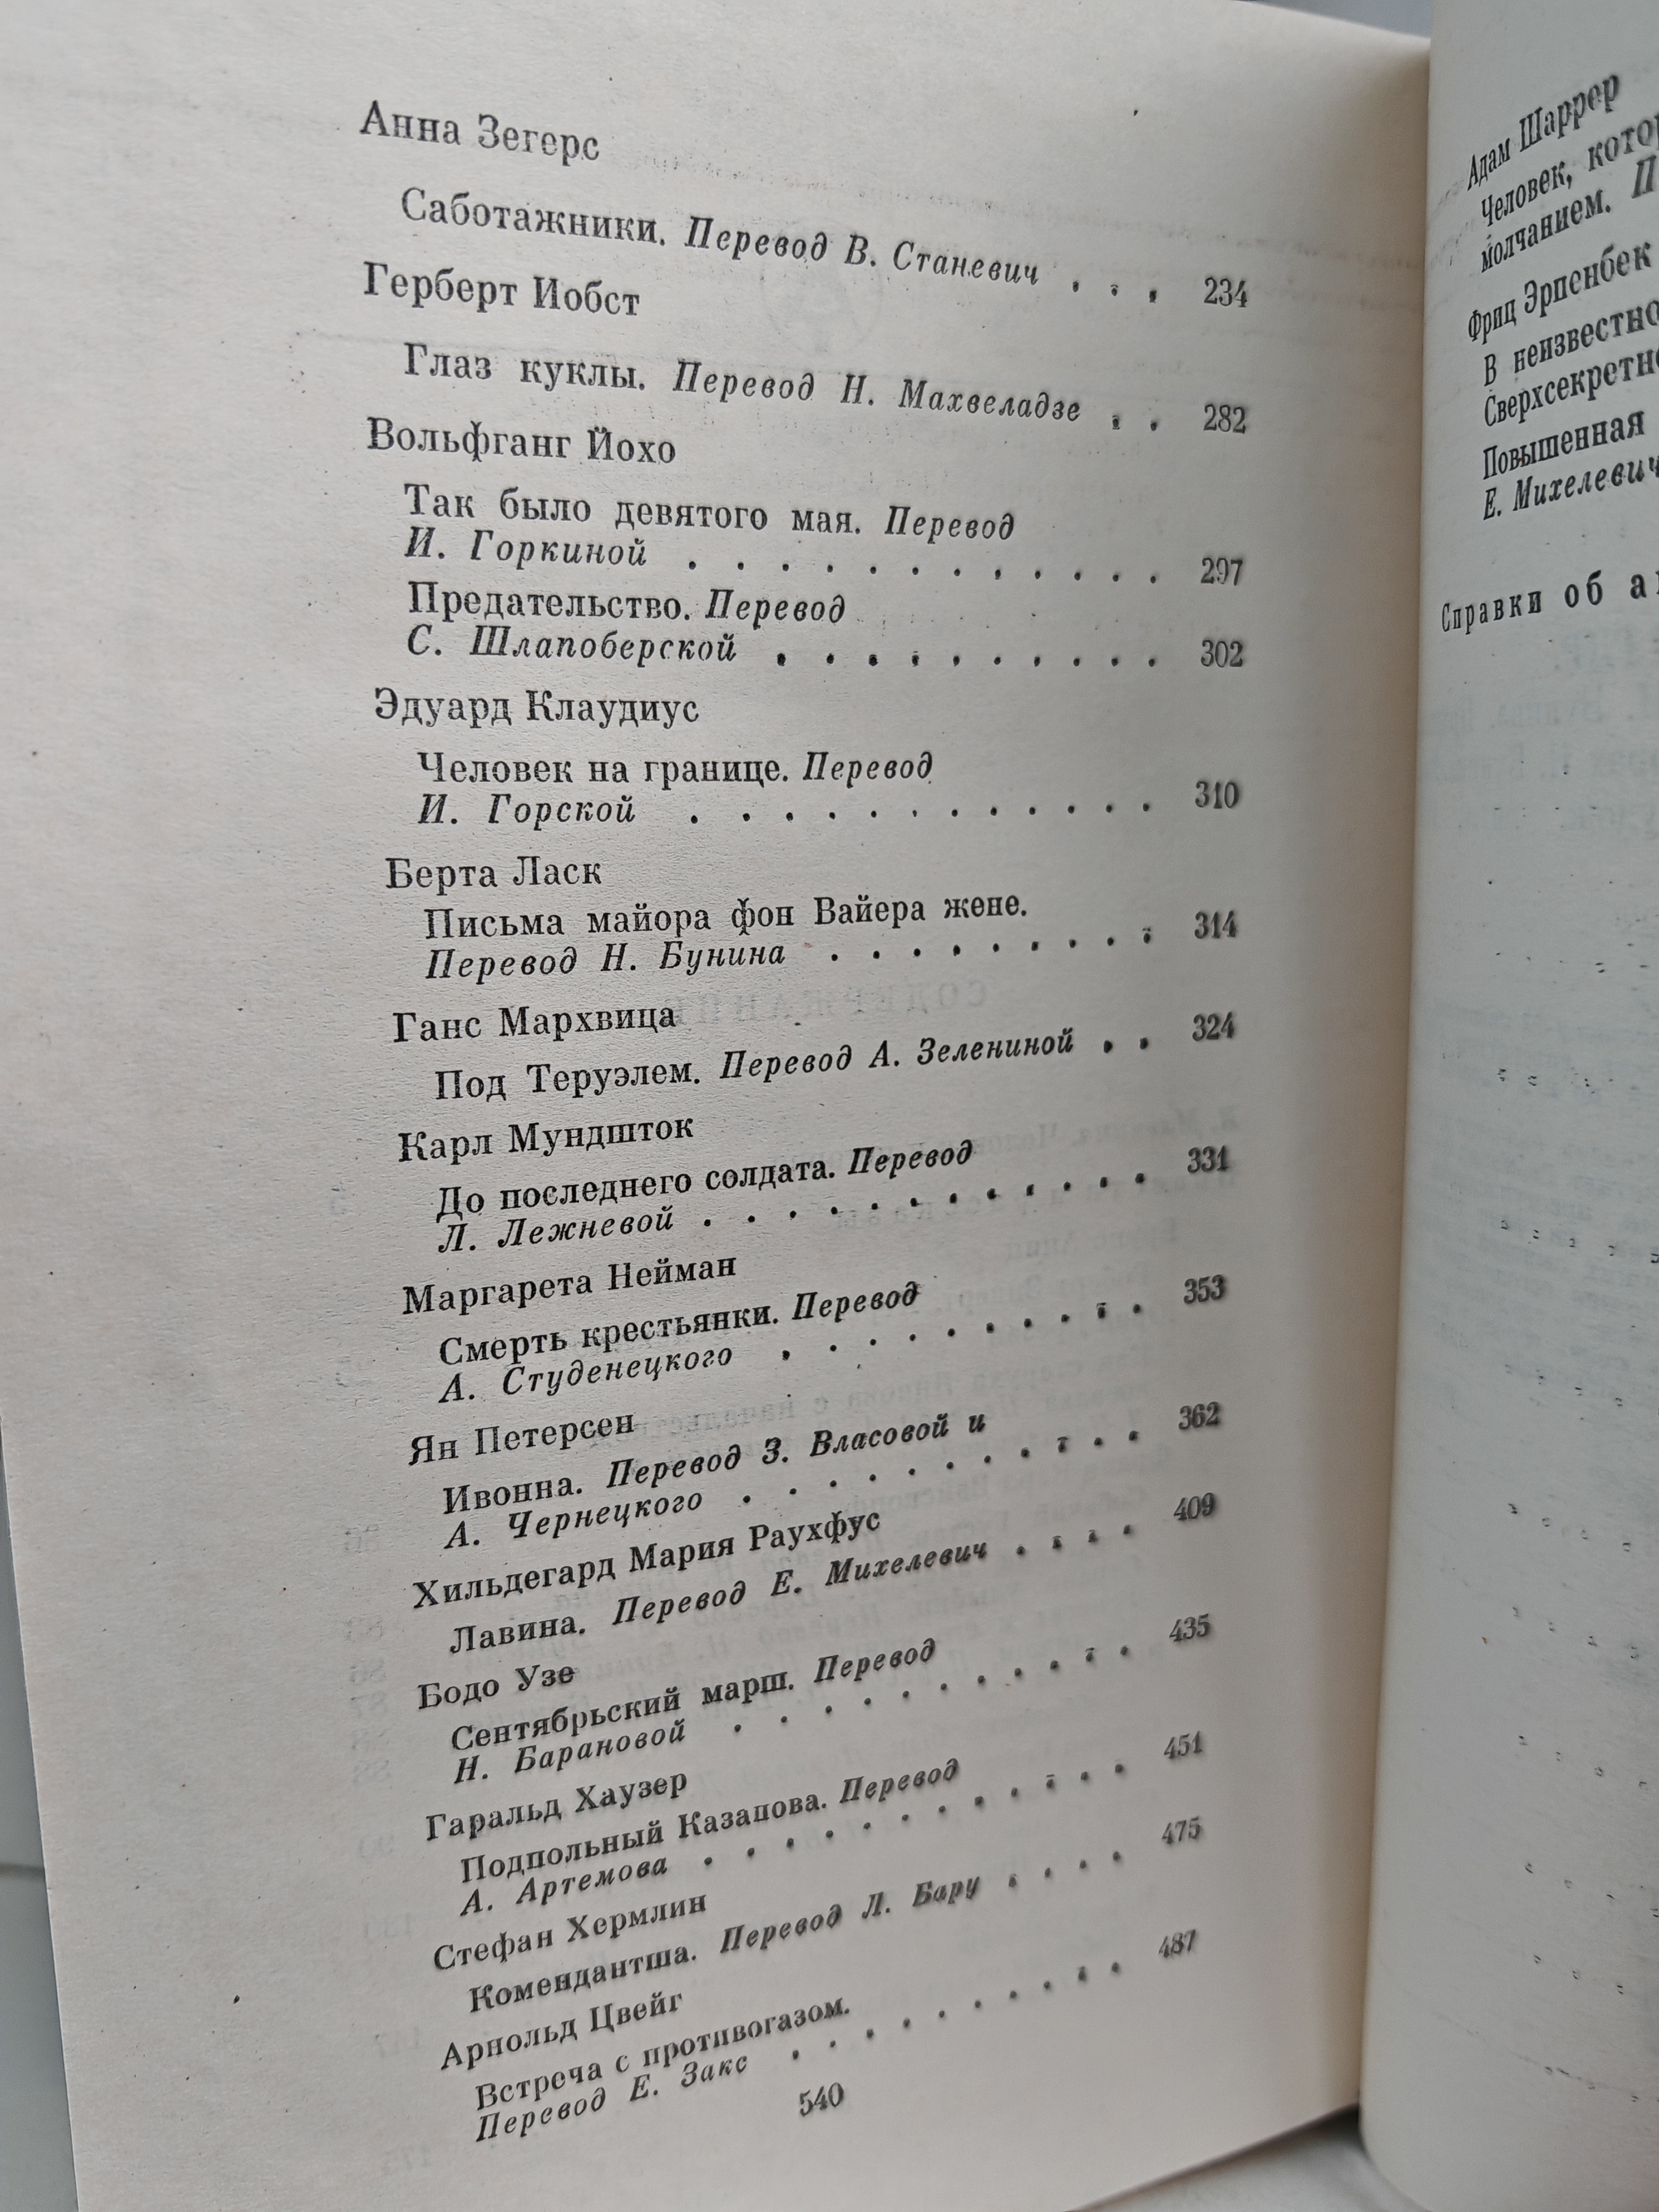 Анна Зегерс
Саботажники. Перевод В. Станевич . . . 234
Герберт Иобст
Глаз куклы. Перевод Н. Махвеладзе . . 282
Вольфганг Йохо
Так было девятого мая. Перевод
И. Горкиной . . . . . . . . . . . . 297
Предательство. Перевод
С. Шлапоберской . . . . . . . . . . 302
Эдуард Клаудиус
Человек на границе. Перевод
И. Горской . . . . . . . . . . . . 310
Берта Ласк
Письма майора фон Вайера жене.
Перевод Н. Бунина . . . . . . . . . 314
Ганс Мархвица
Под Теруэлем. Перевод А. Зелениной . . 324
Карл Мундшток
До последнего солдата. Перевод
Л. Лежневой . . . . . . . . . . . . 331
Маргарета Нейман
Смерть крестьянки. Перевод
А. Студенецкого . . . . . . . . . . 353
Ян Петерсен
Ивонна. Перевод З. Власовой и
А. Чернецкого . . . . . . . . . . . 362
Хильдегард Мария Раухфус
Лавина. Перевод Е. Михелевич . . . . 409
Бодо Узе
Сентябрьский марш. Перевод
Н. Барановой . . . . . . . . . . . 435
Гаральд Хаузер
Подпольный Казапова. Перевод
А. Артемова . . . . . . . . . . . . 451
Стефан Хермлин
Комендантша. Перевод Л. Бару . . . . 475
Арнольд Цвейг
Встреча с противогазом.
Перевод Е. Закс . . . . . . . . . . 487
540
Адам Шаррер
Человек, котор
молчанием. П
Фриц Эрпенбек
В неизвестно
Сверхсекретно
Повышенная
Е. Михелевич
Справки об а